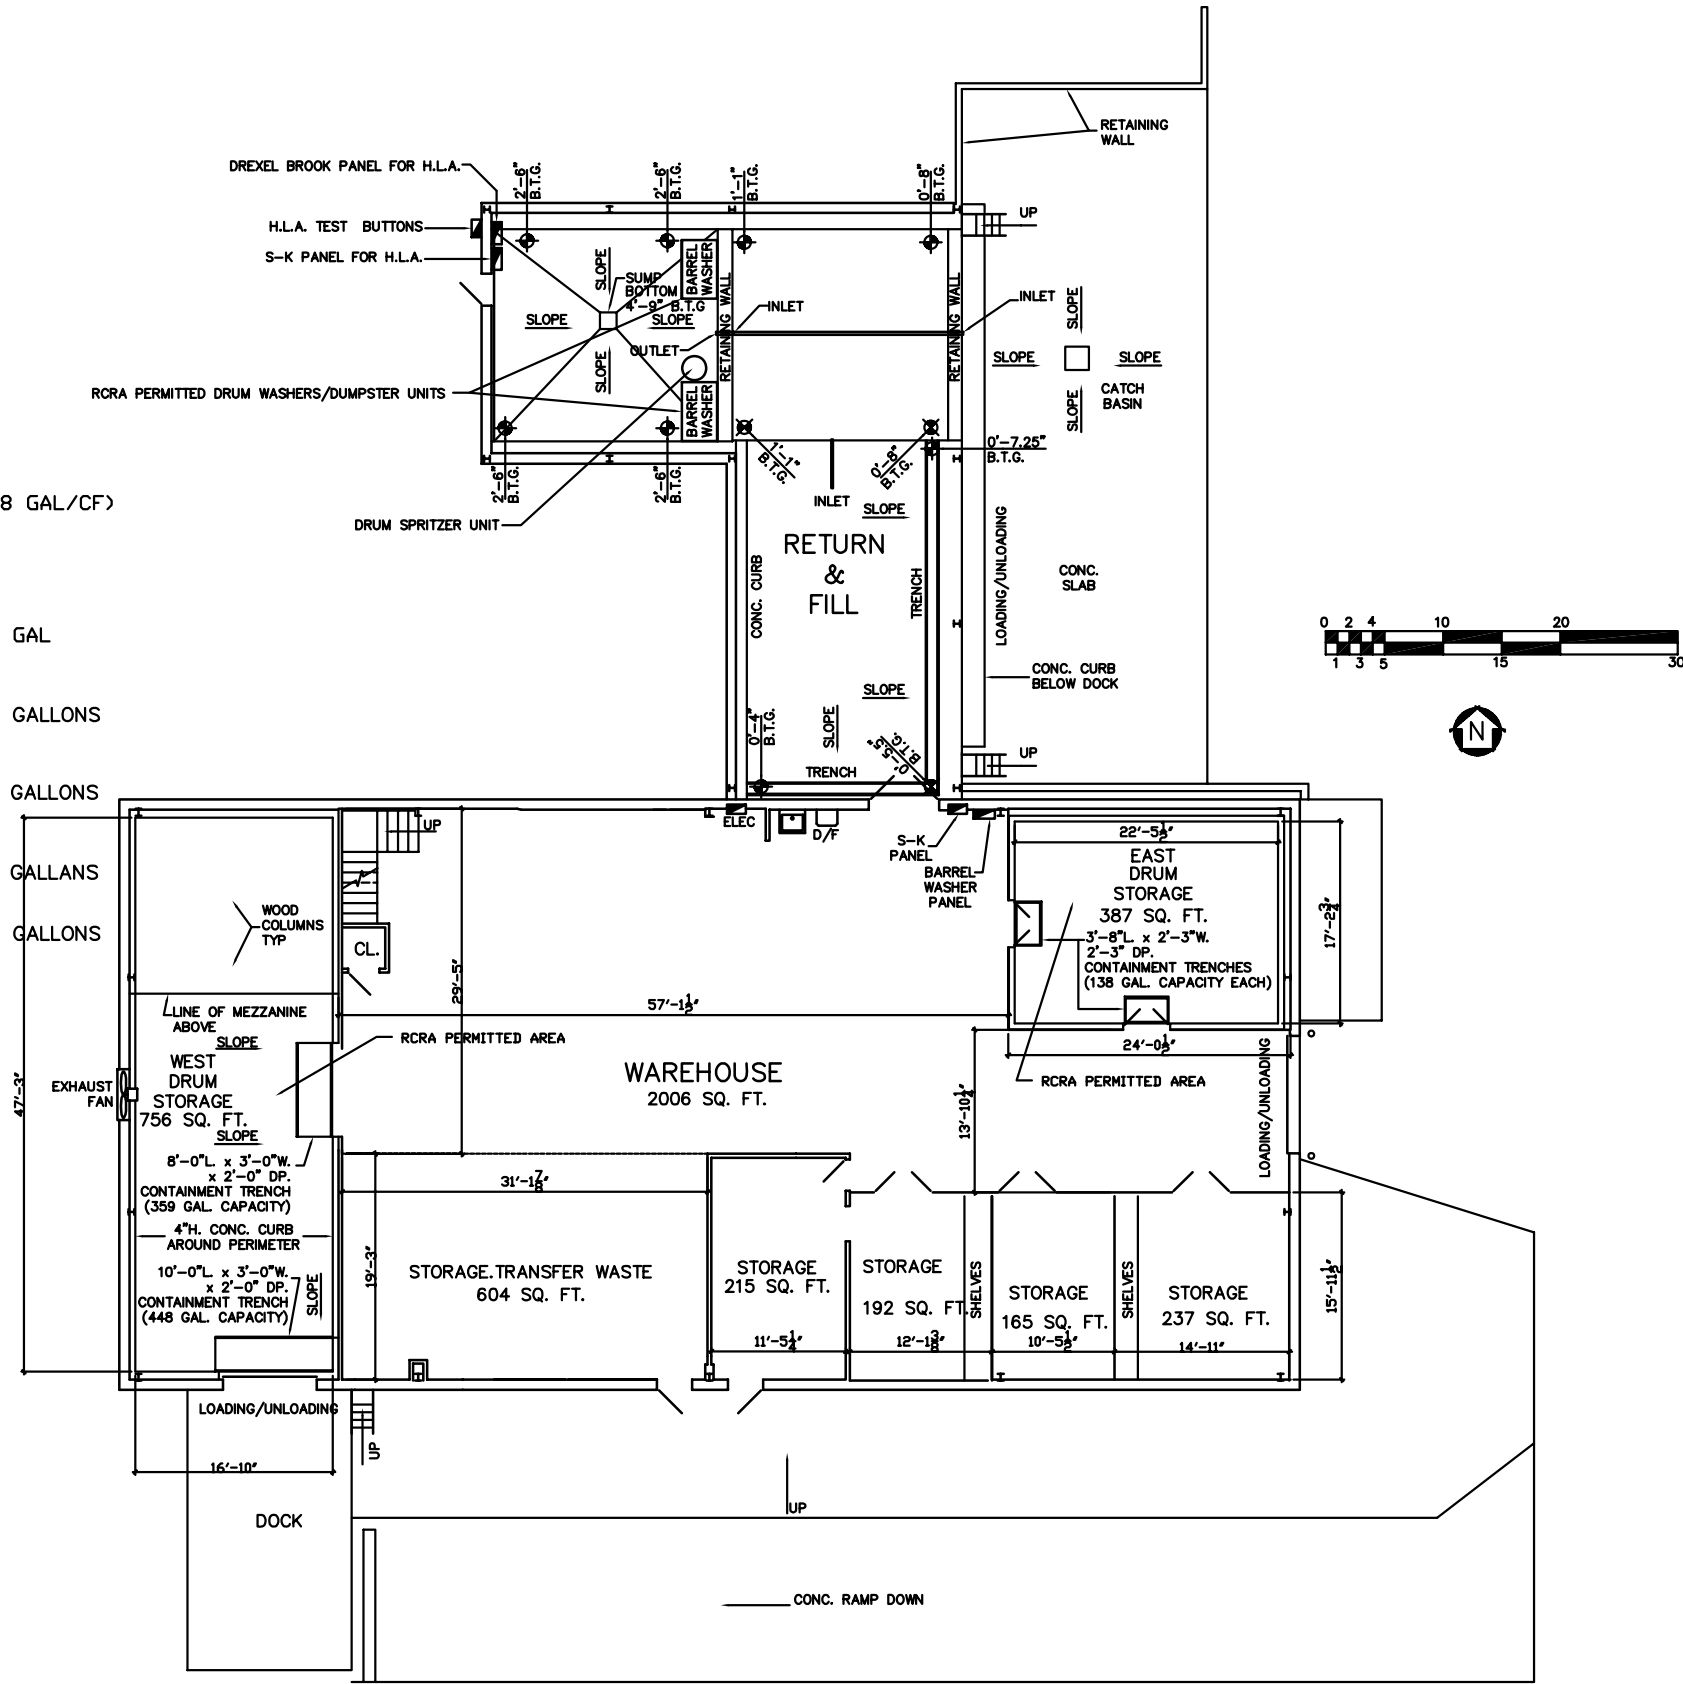 RETAINING
WALL
DREXEL BROOK PANEL FOR H.L.A.
2'-6"
B.T.G.
2'-6"
B.T.G.
1'-1"
B.T.G.
0'-8"
B.T.G.
UP
H.L.A. TEST BUTTONS
S-K PANEL FOR H.L.A.
SLOPE
SUMP
BOTTOM
4'-9" B.T.G
BARREL
WASHER
RETAINING WALL
RETAINING WALL
INLET
INLET
SLOPE
SLOPE
SLOPE
OUTLET
SLOPE
SLOPE
SLOPE
SLOPE
CATCH
BASIN
SLOPE
RCRA PERMITTED DRUM WASHERS/DUMPSTER UNITS
BARREL
WASHER
2'-6"
B.T.G.
2'-6"
B.T.G.
1'-1"
B.T.G.
0'-8"
B.T.G.
0'-7.25"
B.T.G.
8 GAL/CF)
DRUM SPRITZER UNIT
INLET
SLOPE
RETURN
&
FILL
CONC. CURB
TRENCH
LOADING/UNLOADING
CONC.
SLAB
0 2 4 10 20
1 3 5 15 30
GAL
CONC. CURB
BELOW DOCK
SLOPE
SLOPE
GALLONS
0'-4"
B.T.G.
0'-5.5"
B.T.G.
N
UP
TRENCH
GALLONS
UP
ELEC
D/F
S-K
PANEL
BARREL
WASHER
PANEL
22'-5 1/2"
EAST
DRUM
STORAGE
387 SQ. FT.
3'-8"L. x 2'-3"W.
2'-3" DP.
CONTAINMENT TRENCHES
(138 GAL. CAPACITY EACH)
17'-2 3/4"
GALLANS
GALLONS
WOOD
COLUMNS
TYP
CL.
29'-5"
57'-1 1/2"
LINE OF MEZZANINE
ABOVE
SLOPE
RCRA PERMITTED AREA
24'-0 1/2"
RCRA PERMITTED AREA
WEST
DRUM
STORAGE
756 SQ. FT.
SLOPE
EXHAUST
FAN
47'-3"
WAREHOUSE
2006 SQ. FT.
13'-10 1/4"
LOADING/UNLOADING
8'-0"L. x 3'-0"W.
x 2'-0" DP.
CONTAINMENT TRENCH
(359 GAL. CAPACITY)
4"H. CONC. CURB
AROUND PERIMETER
10'-0"L. x 3'-0"W.
x 2'-0" DP.
CONTAINMENT TRENCH
(448 GAL. CAPACITY)
SLOPE
31'-1 7/8"
19'-3"
STORAGE.TRANSFER WASTE
604 SQ. FT.
STORAGE
215 SQ. FT.
11'-5 1/4"
STORAGE
192 SQ. FT.
12'-1 3/8"
SHELVES
STORAGE
165 SQ. FT.
10'-5 1/2"
SHELVES
STORAGE
237 SQ. FT.
14'-11"
15'-11 1/2"
LOADING/UNLOADING
UP
16'-10"
UP
DOCK
CONC. RAMP DOWN